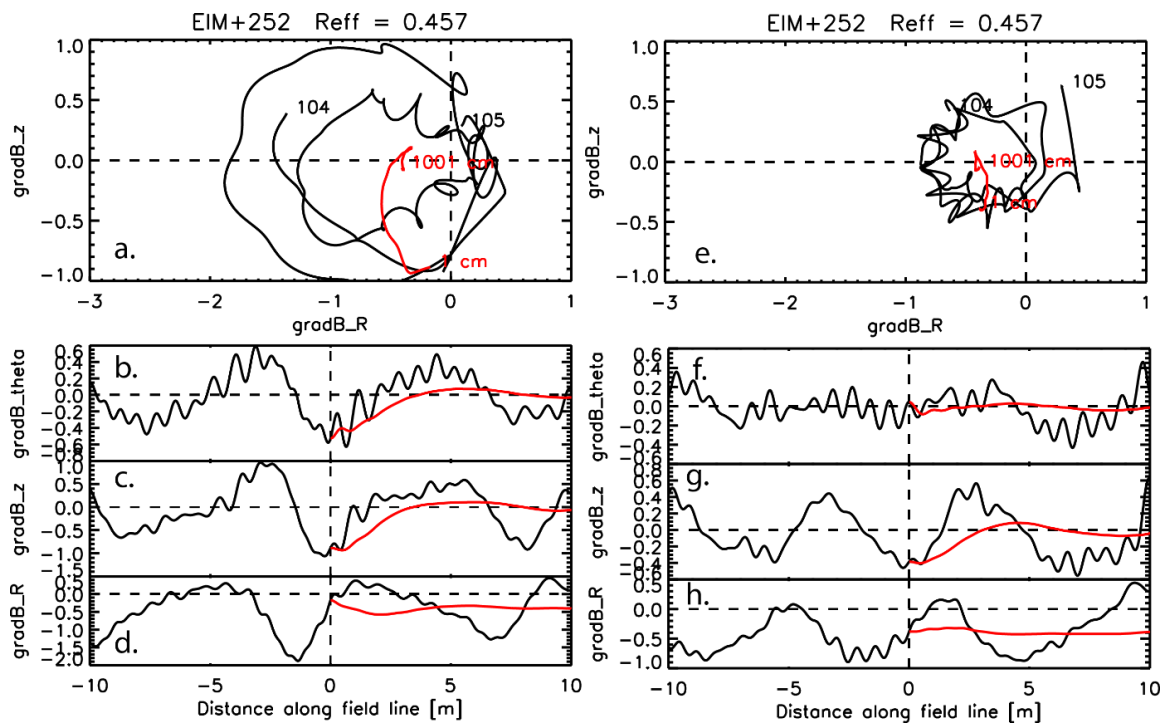 EIM+252 Reff = 0.457
1.0
0.5
0.0
-0.5
-1.0
gradB_z
104
105
1001 cm
cm
a.
-3 -2 -1 0 1
gradB_R
b.
0.6
0.4
0.2
0.0
-0.2
-0.4
-0.6
-0.8
gradB_theta
c.
1.0
0.5
0.0
-0.5
-1.0
-1.5
gradB_z
d.
0.5
0.0
-0.5
-1.0
-1.5
-2.0
gradB_R
-10 -5 0 5 10
Distance along field line [m]
EIM+252 Reff = 0.457
1.0
0.5
0.0
-0.5
-1.0
gradB_z
104
105
1001 cm
1 cm
e.
-3 -2 -1 0 1
gradB_R
f.
0.6
0.4
0.2
0.0
-0.2
-0.4
-0.6
gradB_theta
g.
0.8
0.6
0.4
0.2
0.0
-0.2
-0.4
gradB_z
h.
0.0
-0.5
-1.0
gradB_R
-10 -5 0 5 10
Distance along field line [m]